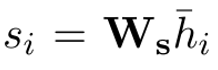 $s_i = \mathbf{W_s} \bar{h}_i$